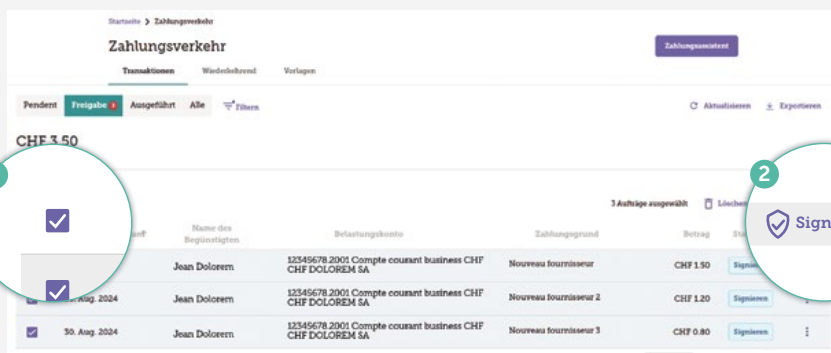 Startseite > Zahlungsverkehr
Zahlungsverkehr
Zahlungsassistent
Transaktionen Wiederkehrend Vorlagen
Pendent Freigabe 3 Ausgeführt Alle Filtern
Aktualisieren Exportieren
CHF 3.50
2
3 Aufträge ausgewählt Löschen
Sign
Name des Begünstigten Belastungskonto Zahlungsgrund Betrag
Jean Dolorem 12345678.2001 Compte courant business CHF Nouveau fournisseur CHF 1.50
CHF DOLOREM SA
Aug. 2024 Jean Dolorem 12345678.2001 Compte courant business CHF Nouveau fournisseur 2 CHF 1.20 Signieren
CHF DOLOREM SA
30. Aug. 2024 Jean Dolorem 12345678.2001 Compte courant business CHF Nouveau fournisseur 3 CHF 0.80 Signieren
CHF DOLOREM SA